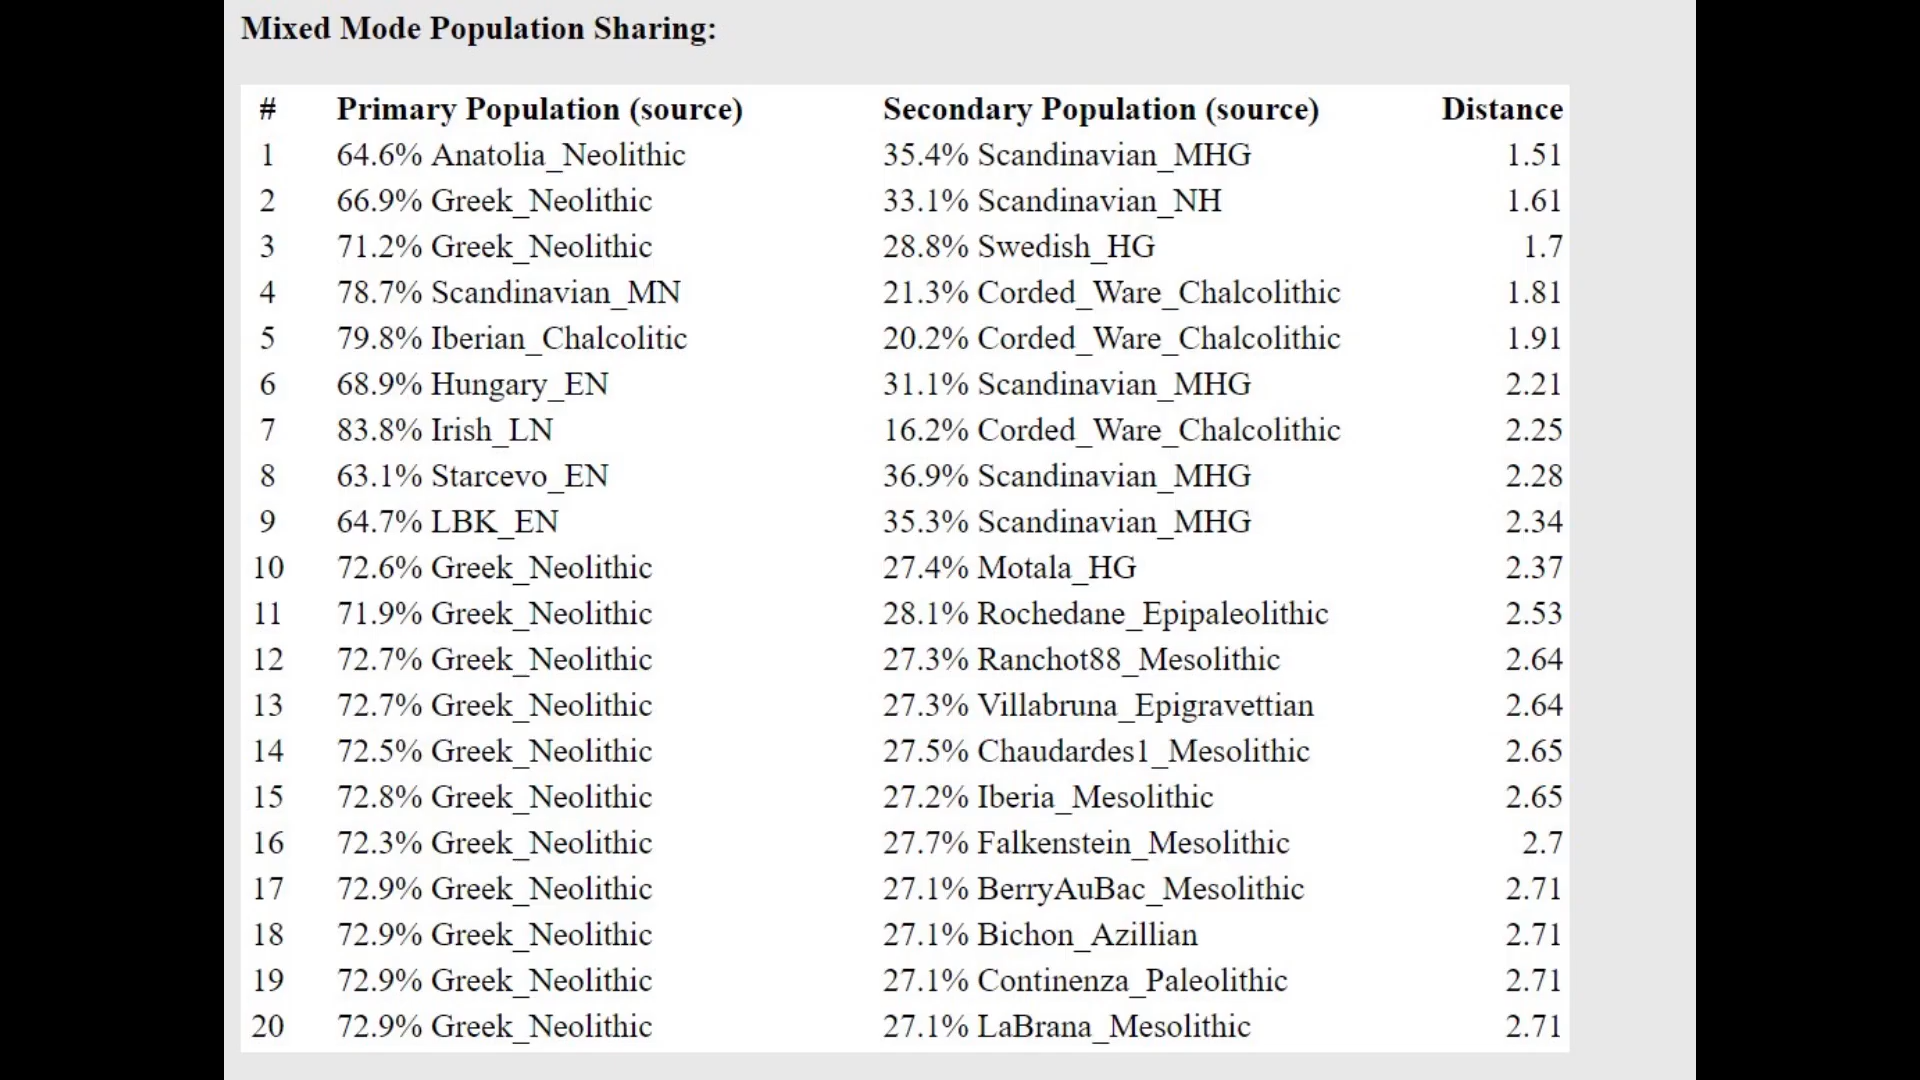 Mixed Mode Population Sharing:
# Primary Population (source) Secondary Population (source) Distance
1 64.6% Anatolia_Neolithic 35.4% Scandinavian_MHG 1.51
2 66.9% Greek_Neolithic 33.1% Scandinavian_NH 1.61
3 71.2% Greek_Neolithic 28.8% Swedish_HG 1.7
4 78.7% Scandinavian_MN 21.3% Corded_Ware_Chalcolithic 1.81
5 79.8% Iberian_Chalcolitic 20.2% Corded_Ware_Chalcolithic 1.91
6 68.9% Hungary_EN 31.1% Scandinavian_MHG 2.21
7 83.8% Irish_LN 16.2% Corded_Ware_Chalcolithic 2.25
8 63.1% Starcevo_EN 36.9% Scandinavian_MHG 2.28
9 64.7% LBK_EN 35.3% Scandinavian_MHG 2.34
10 72.6% Greek_Neolithic 27.4% Motala_HG 2.37
11 71.9% Greek_Neolithic 28.1% Rochedane_Epipaleolithic 2.53
12 72.7% Greek_Neolithic 27.3% Ranchot88_Mesolithic 2.64
13 72.7% Greek_Neolithic 27.3% Villabruna_Epigravettian 2.64
14 72.5% Greek_Neolithic 27.5% Chaudardes1_Mesolithic 2.65
15 72.8% Greek_Neolithic 27.2% Iberia_Mesolithic 2.65
16 72.3% Greek_Neolithic 27.7% Falkenstein_Mesolithic 2.7
17 72.9% Greek_Neolithic 27.1% BerryAuBac_Mesolithic 2.71
18 72.9% Greek_Neolithic 27.1% Bichon_Azillian 2.71
19 72.9% Greek_Neolithic 27.1% Continenza_Paleolithic 2.71
20 72.9% Greek_Neolithic 27.1% LaBrana_Mesolithic 2.71